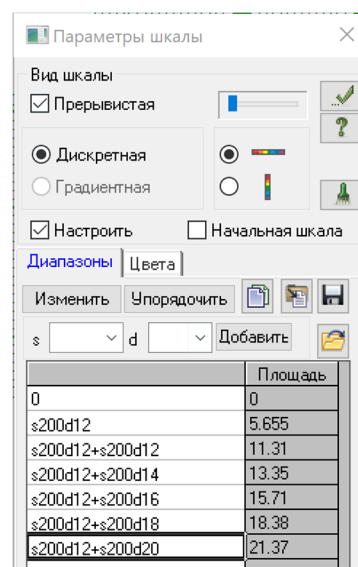 Параметры шкалы
Вид шкалы
Прерывистая
Дискретная
Градиентная
Настроить Начальная шкала
Диапазоны Цвета
Изменить Упорядочить
s d Добавить
Площадь
0 0
s200d12 5.655
s200d12+s200d12 11.31
s200d12+s200d14 13.35
s200d12+s200d16 15.71
s200d12+s200d18 18.38
s200d12+s200d20 21.37